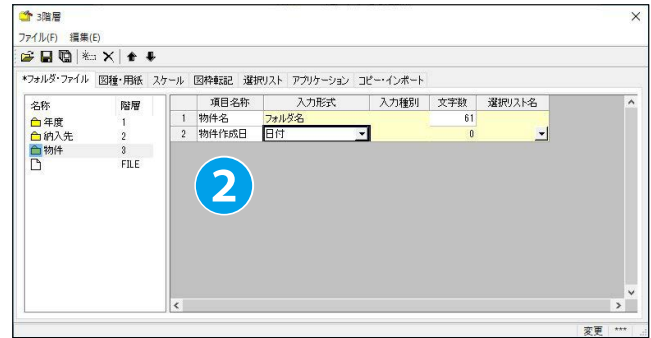 3階層
ファイル(F) 編集(E)
*フォルダ・ファイル 図種・用紙 スケール 図枠転記 選択リスト アプリケーション コピー・インポート
名称 階層
年度 1
納入先 2
物件 3
FILE
項目名称 入力形式 入力種別 文字数 選択リスト名
1 物件名 フォルダ名 61
2 物件作成日 日付 0
2
変更 ***